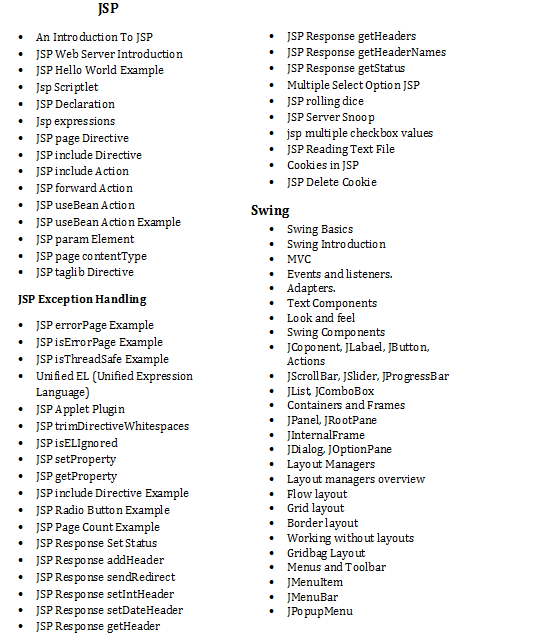 JSP
• An Introduction To JSP
• JSP Web Server Introduction
• JSP Hello World Example
• Jsp Scriptlet
• JSP Declaration
• Jsp expressions
• JSP page Directive
• JSP include Directive
• JSP include Action
• JSP forward Action
• JSP useBean Action
• JSP useBean Action Example
• JSP param Element
• JSP page contentType
• JSP taglib Directive
JSP Exception Handling
• JSP errorPage Example
• JSP isErrorPage Example
• JSP isThreadSafe Example
• Unified EL (Unified Expression
Language)
• JSP Applet Plugin
• JSP trimDirectiveWhitespaces
• JSP isELIgnored
• JSP setProperty
• JSP getProperty
• JSP include Directive Example
• JSP Radio Button Example
• JSP Page Count Example
• JSP Response Set Status
• JSP Response addHeader
• JSP Response sendRedirect
• JSP Response setIntHeader
• JSP Response setDateHeader
• JSP Response getHeader
• JSP Response getHeaders
• JSP Response getHeaderNames
• JSP Response getStatus
• Multiple Select Option JSP
• JSP rolling dice
• JSP Server Snoop
• jsp multiple checkbox values
• JSP Reading Text File
• Cookies in JSP
• JSP Delete Cookie
Swing
• Swing Basics
• Swing Introduction
• MVC
• Events and listeners.
• Adapters.
• Text Components
• Look and feel
• Swing Components
• JCoponent, JLabael, JButton,
Actions
• JScrollBar, JSlider, JProgressBar
• JList, JComboBox
• Containers and Frames
• JPanel, JRootPane
• JInternalFrame
• JDialog, JOptionPane
• Layout Managers
• Layout managers overview
• Flow layout
• Grid layout
• Border layout
• Working without layouts
• Gridbag Layout
• Menus and Toolbar
• JMenuItem
• JMenuBar
• JPopupMenu